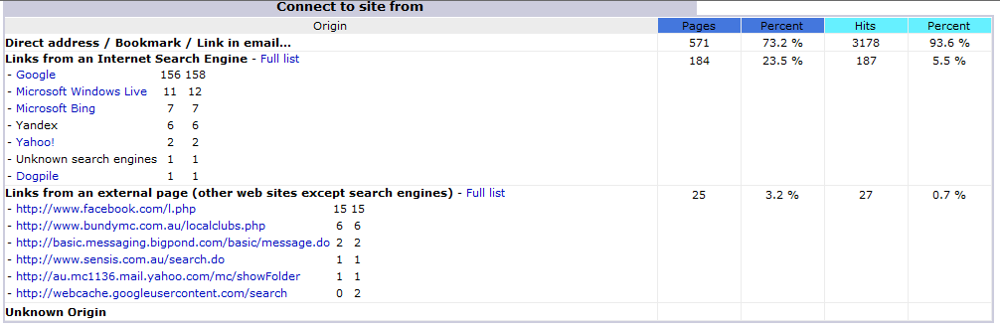 Connect to site from
Origin Pages Percent Hits Percent
Direct address / Bookmark / Link in email... 571 73.2 % 3178 93.6 %
Links from an Internet Search Engine - Full list 184 23.5 % 187 5.5 %
- Google 156 158
- Microsoft Windows Live 11 12
- Microsoft Bing 7 7
- Yandex 6 6
- Yahoo! 2 2
- Unknown search engines 1 1
- Dogpile 1 1
Links from an external page (other web sites except search engines) - Full list 25 3.2 % 27 0.7 %
- http://www.facebook.com/l.php 15 15
- http://www.bundymc.com.au/localclubs.php 6 6
- http://basic.messaging.bigpond.com/basic/message.do 2 2
- http://www.sensis.com.au/search.do 1 1
- http://au.mc1136.mail.yahoo.com/mc/showFolder 1 1
- http://webcache.googleusercontent.com/search 0 2
Unknown Origin